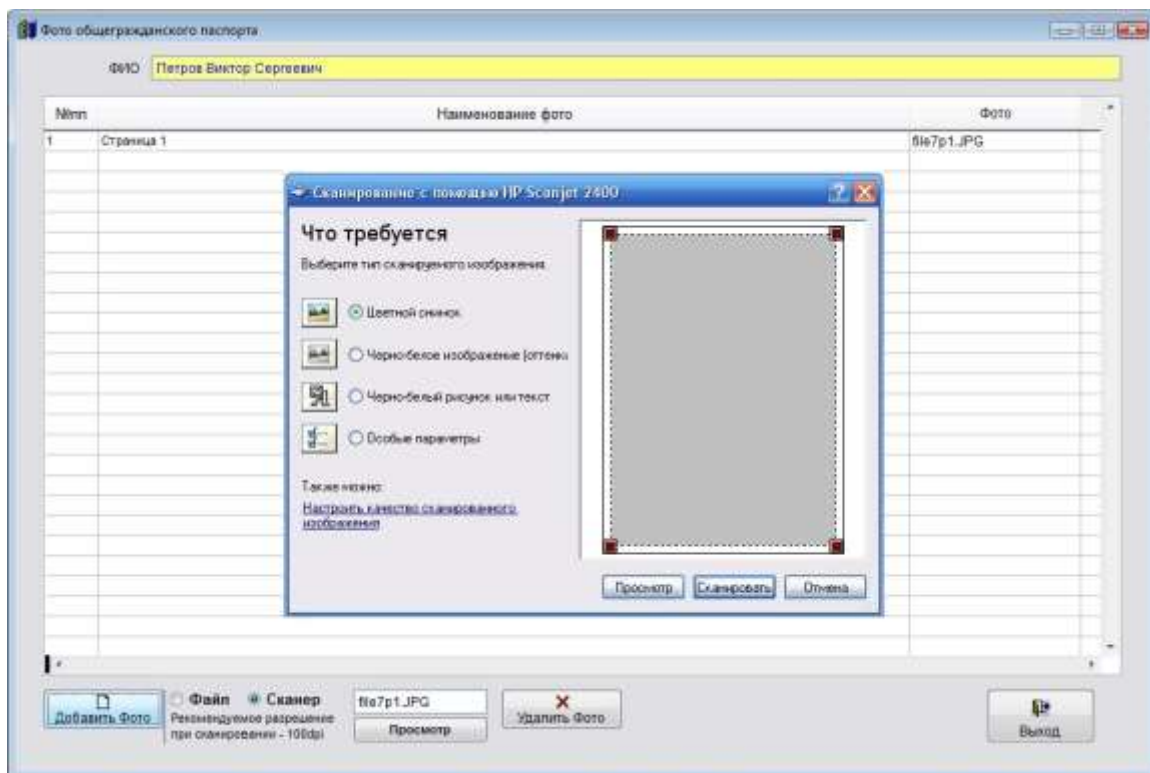 Фото общегражданского паспорта
ФИО Петров Виктор Сергеевич
№пп Наименование фото Фото
1 Страница 1 file7p1.JPG
Сканирование с помощью HP Scanjet 2400
Что требуется
Выберите тип сканируемого изображения.
Цветной снимок
Черно-белое изображение (оттенки
Черно-белый рисунок или текст
Особые параметры
Также можно:
Настроить качество сканированного
изображения
Просмотр Сканировать Отмена
Добавить Фото
Файл Сканер
Рекомендуемое разрешение
при сканировании - 100dpi
file7p1.JPG
Просмотр
Удалить Фото
Выход